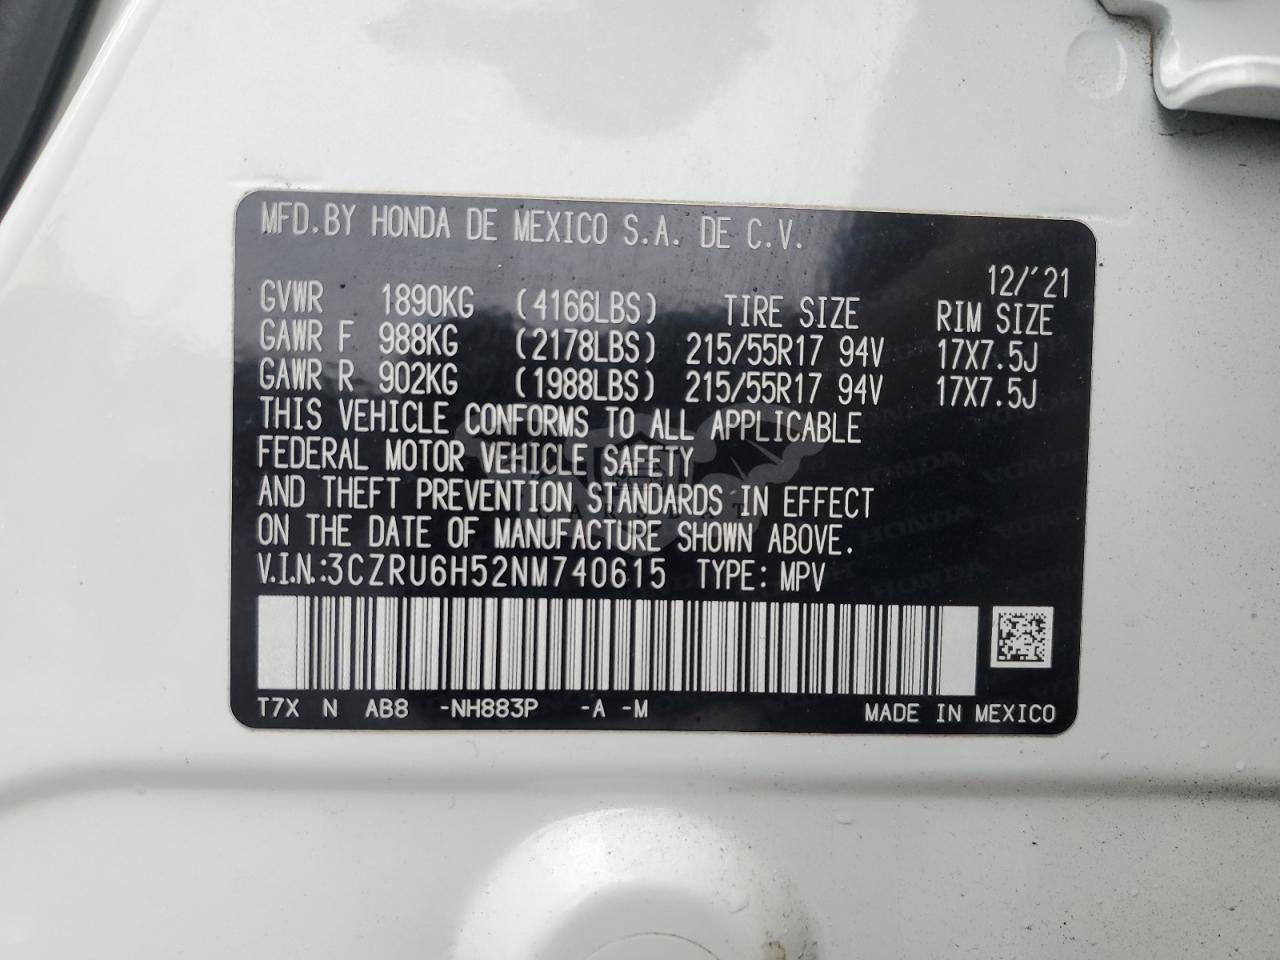 MFD.BY HONDA DE MEXICO S.A. DE C.V.
12/'21
GVWR 1890KG (4166LBS) TIRE SIZE RIM SIZE
GAWR F 988KG (2178LBS) 215/55R17 94V 17X7.5J
GAWR R 902KG (1988LBS) 215/55R17 94V 17X7.5J
THIS VEHICLE CONFORMS TO ALL APPLICABLE
FEDERAL MOTOR VEHICLE SAFETY
AND THEFT PREVENTION STANDARDS IN EFFECT
ON THE DATE OF MANUFACTURE SHOWN ABOVE.
V.I.N.:3CZRU6H52NM740615 TYPE: MPV
T7X N AB8 -NH883P -A -M MADE IN MEXICO